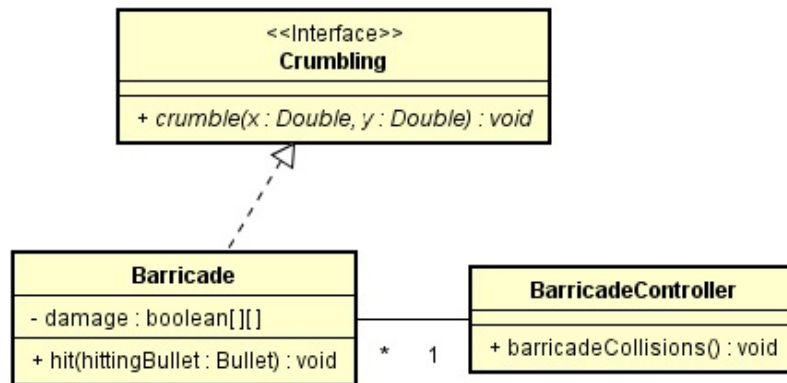 <<Interface>>
Crumbling
+ crumble(x : Double, y : Double) : void
Barricade
- damage : boolean[][]
+ hit(hittingBullet : Bullet) : void
* 1
BarricadeController
+ barricadeCollisions() : void